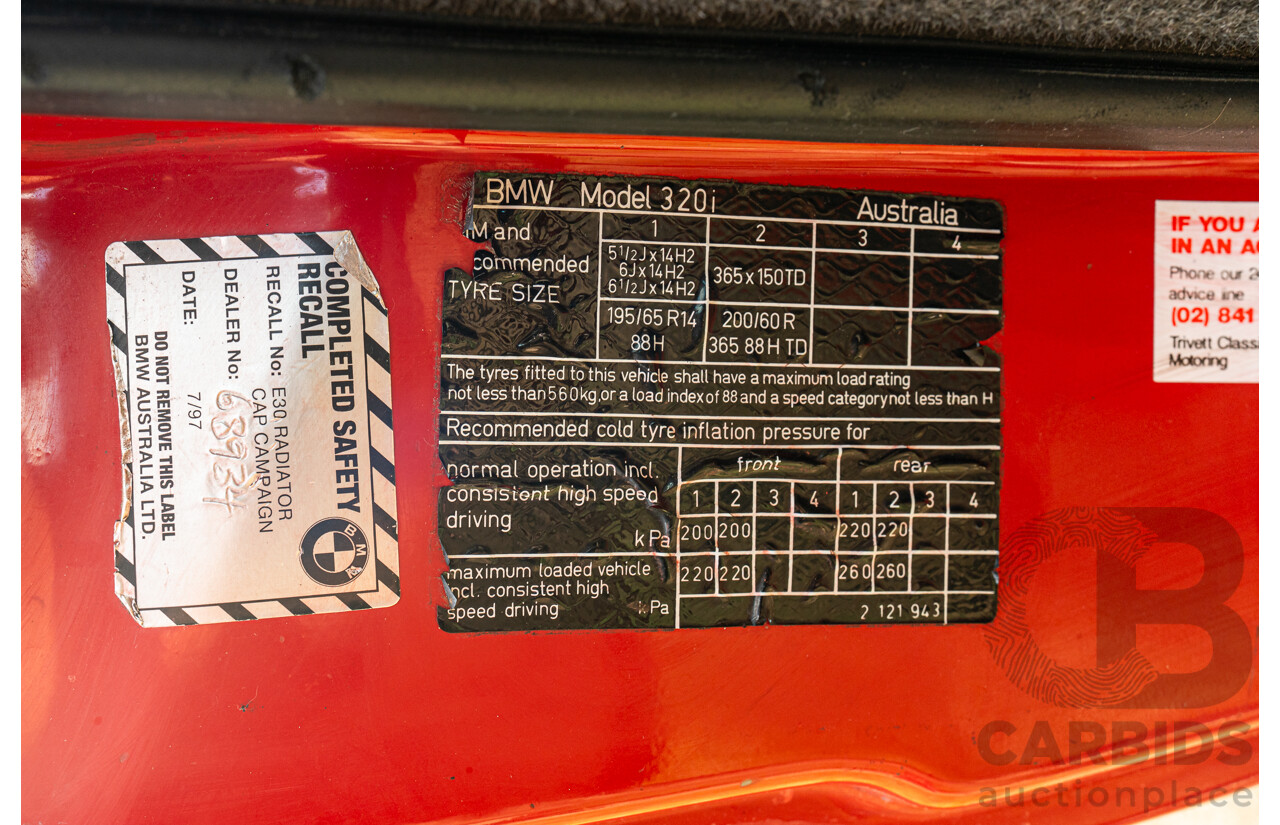 COMPLETED SAFETY
RECALL
RECALL No: E30 RADIATOR
CAP CAMPAIGN
DEALER No: 68934
DATE: 7/97
DO NOT REMOVE THIS LABEL
BMW AUSTRALIA LTD.
BMW
BMW Model 320i Australia
M and
commended
TYRE SIZE
1 2 3 4
5 1/2 J x 14 H2
6 J x 14 H2
6 1/2 J x 14 H2
365 x 150 TD
195/65 R14
88 H
200/60 R
365 88 H TD
The tyres fitted to this vehicle shall have a maximum load rating
not less than 560 kg. or a load index of 88 and a speed category not less than H
Recommended cold tyre inflation pressure for
normal operation incl.
consistent high speed
driving
kPa
front rear
1 2 3 4 1 2 3 4
200 200 220 220
maximum loaded vehicle
incl. consistent high
speed driving kPa
220 220 260 260
2 121 943
IF YOU
IN AN
Phone our
advice line
(02) 841
Trivett
Motoring
CB
CARBIDS
auctionplace